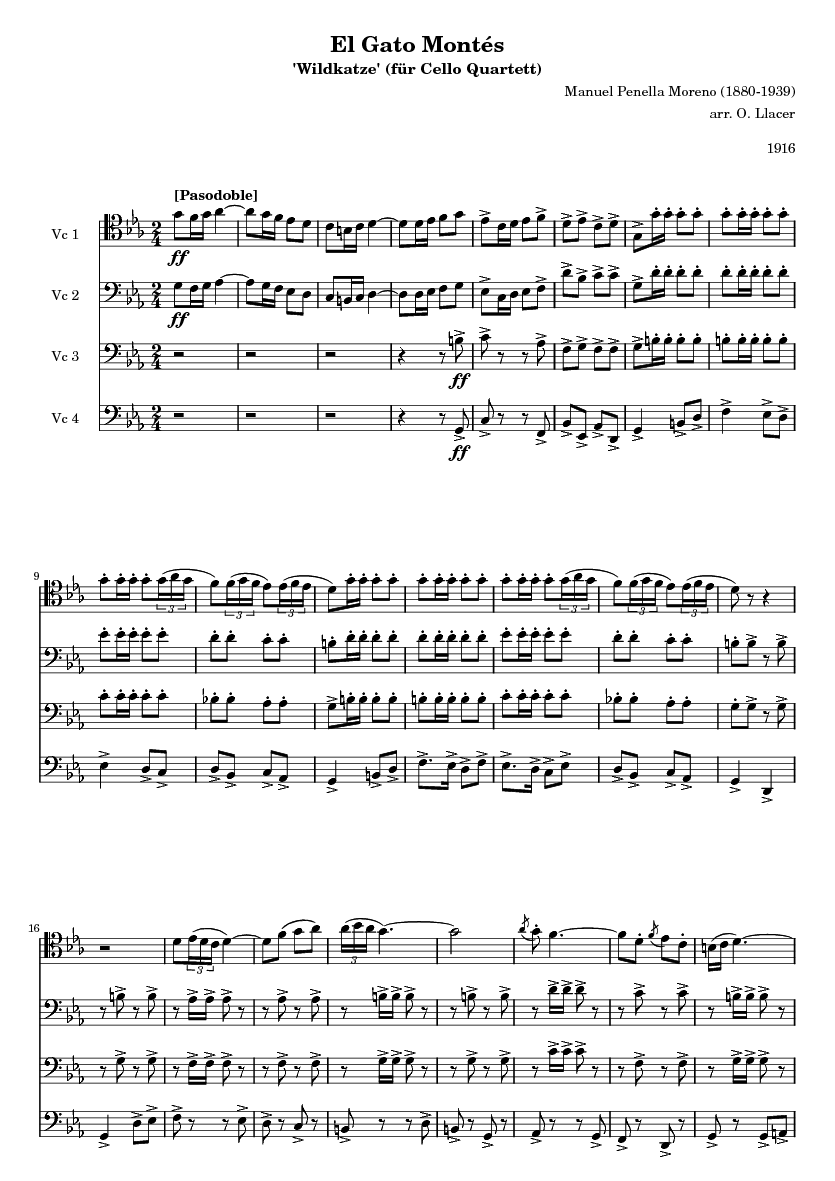 El Gato Montés
'Wildkatze' (für Cello Quartett)
Manuel Penella Moreno (1880-1939)
arr. O. Llacer
1916
[Pasodoble]
Vc 1
ff
Vc 2
ff
Vc 3
ff
Vc 4
ff
9
3 3 3 3 3 3
16
3 3